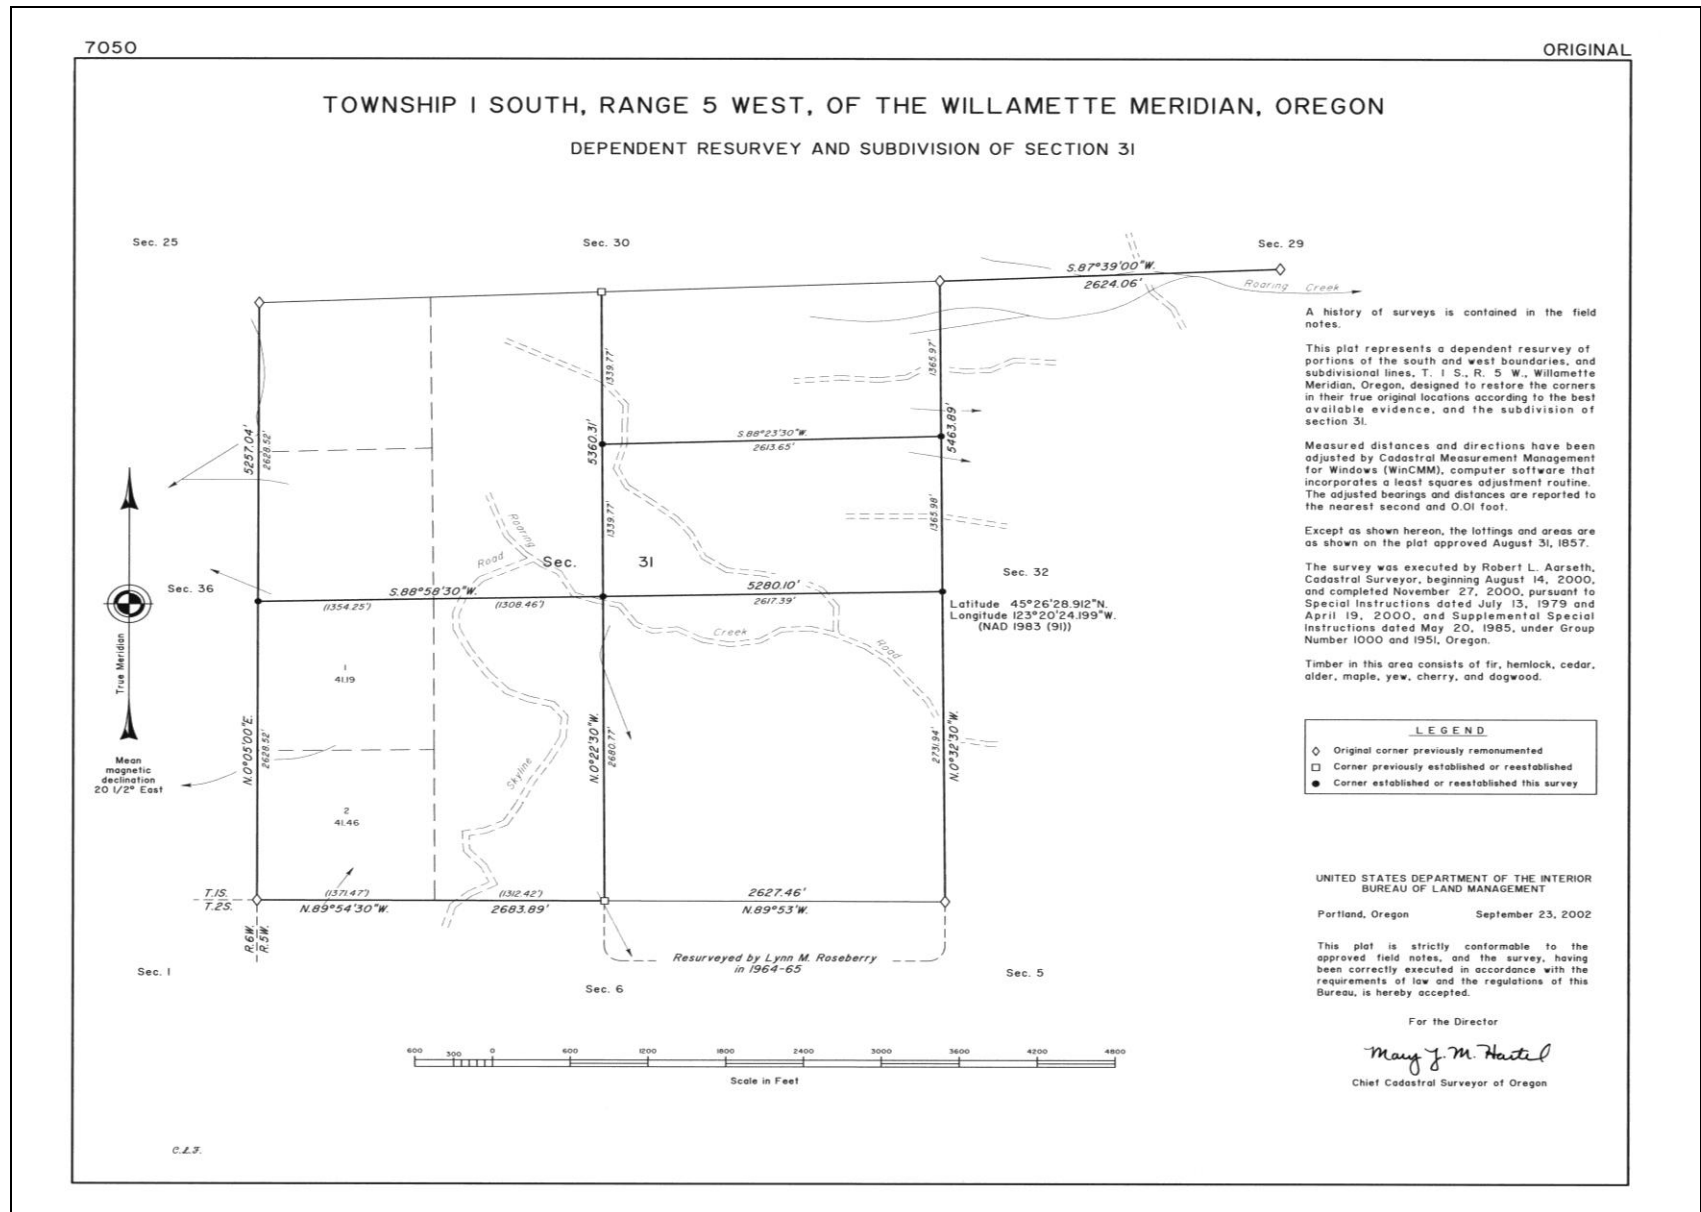 7050
ORIGINAL
TOWNSHIP 1 SOUTH, RANGE 5 WEST, OF THE WILLAMETTE MERIDIAN, OREGON
DEPENDENT RESURVEY AND SUBDIVISION OF SECTION 31
Sec. 25
Sec. 30
Sec. 29
S.87°39'00"W.
2624.06'
Roaring Creek
1339.77'
1365.97'
5257.04'
2628.52'
5360.31'
S.88°23'30"W.
2613.65'
5463.89'
1339.77'
1365.98'
Roaring
Road
Sec. 31
Sec. 36
S.88°58'30"W.
(1354.25')
(1308.46')
5280.10'
2617.39'
Sec. 32
Latitude 45°26'28.912"N.
Longitude 123°20'24.199"W.
(NAD 1983 (91))
Creek
Road
True Meridian
Mean
magnetic
declination
20 1/2° East
1
41.19
N.0°05'00"E.
2628.52'
N.0°22'30"W.
2680.77'
2731.94'
N.0°32'30"W.
Skyline
2
41.46
T.1S.
T.2S.
(1371.47')
(1312.42')
N.89°54'30"W.
2683.89'
2627.46'
N.89°53'W.
R.6W.
R.5W.
Resurveyed by Lynn M. Roseberry
in 1964-65
Sec. 1
Sec. 6
Sec. 5
A history of surveys is contained in the field
notes.
This plat represents a dependent resurvey of
portions of the south and west boundaries, and
subdivisional lines, T. 1 S., R. 5 W., Willamette
Meridian, Oregon, designed to restore the corners
in their true original locations according to the best
available evidence, and the subdivision of
section 31.
Measured distances and directions have been
adjusted by Cadastral Measurement Management
for Windows (WinCMM), computer software that
incorporates a least squares adjustment routine.
The adjusted bearings and distances are reported to
the nearest second and 0.01 foot.
Except as shown hereon, the lottings and areas are
as shown on the plat approved August 31, 1857.
The survey was executed by Robert L. Aarseth,
Cadastral Surveyor, beginning August 14, 2000,
and completed November 27, 2000, pursuant to
Special Instructions dated July 13, 1979 and
April 19, 2000, and Supplemental Special
Instructions dated May 20, 1985, under Group
Number 1000 and 1951, Oregon.
Timber in this area consists of fir, hemlock, cedar,
alder, maple, yew, cherry, and dogwood.
LEGEND
Original corner previously remonumented
Corner previously established or reestablished
Corner established or reestablished this survey
UNITED STATES DEPARTMENT OF THE INTERIOR
BUREAU OF LAND MANAGEMENT
Portland, Oregon September 23, 2002
This plat is strictly conformable to the
approved field notes, and the survey, having
been correctly executed in accordance with the
requirements of law and the regulations of this
Bureau, is hereby accepted.
For the Director
Mary J. M. Hartel
Chief Cadastral Surveyor of Oregon
600 300 0 600 1200 1800 2400 3000 3600 4200 4800
Scale in Feet
C.L.F.